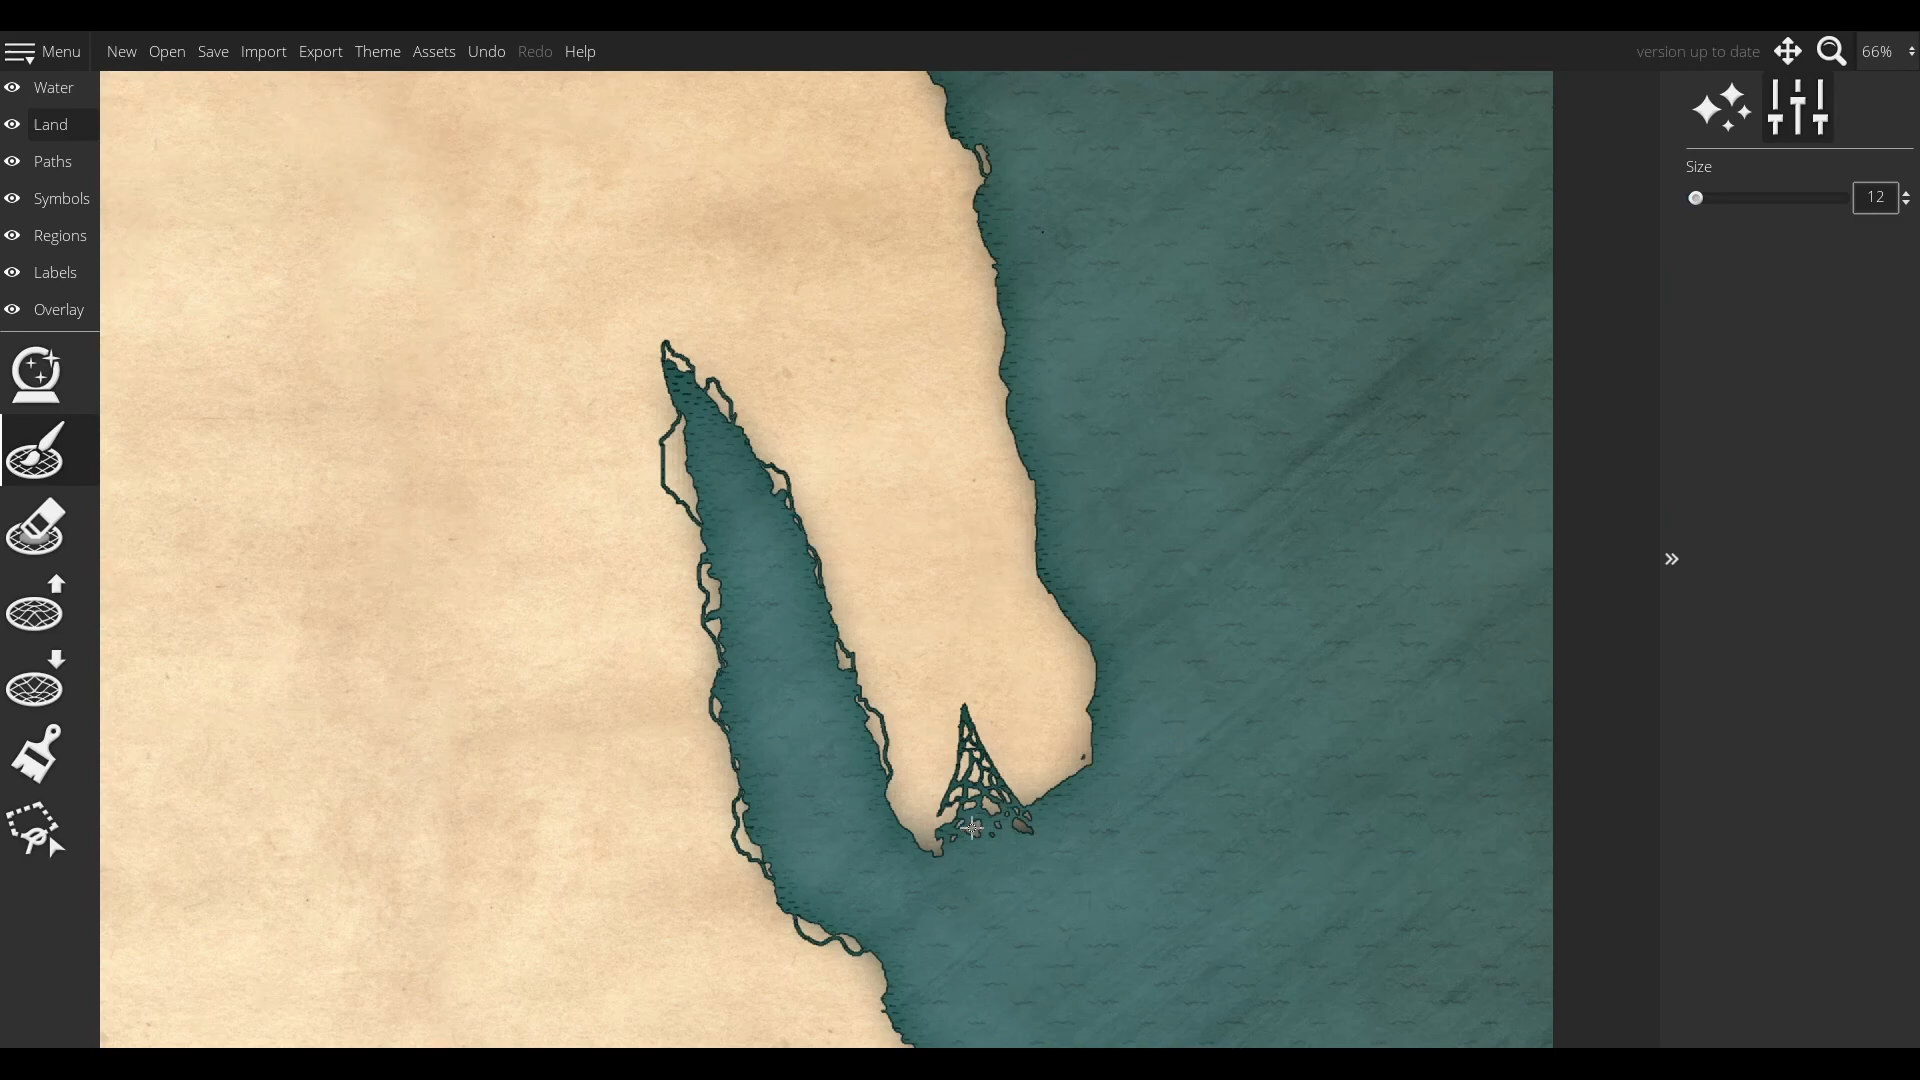 Menu New Open Save Import Export Theme Assets Undo Redo Help version up to date 66%
Water
Land
Paths
Symbols
Regions
Labels
Overlay
Size
12